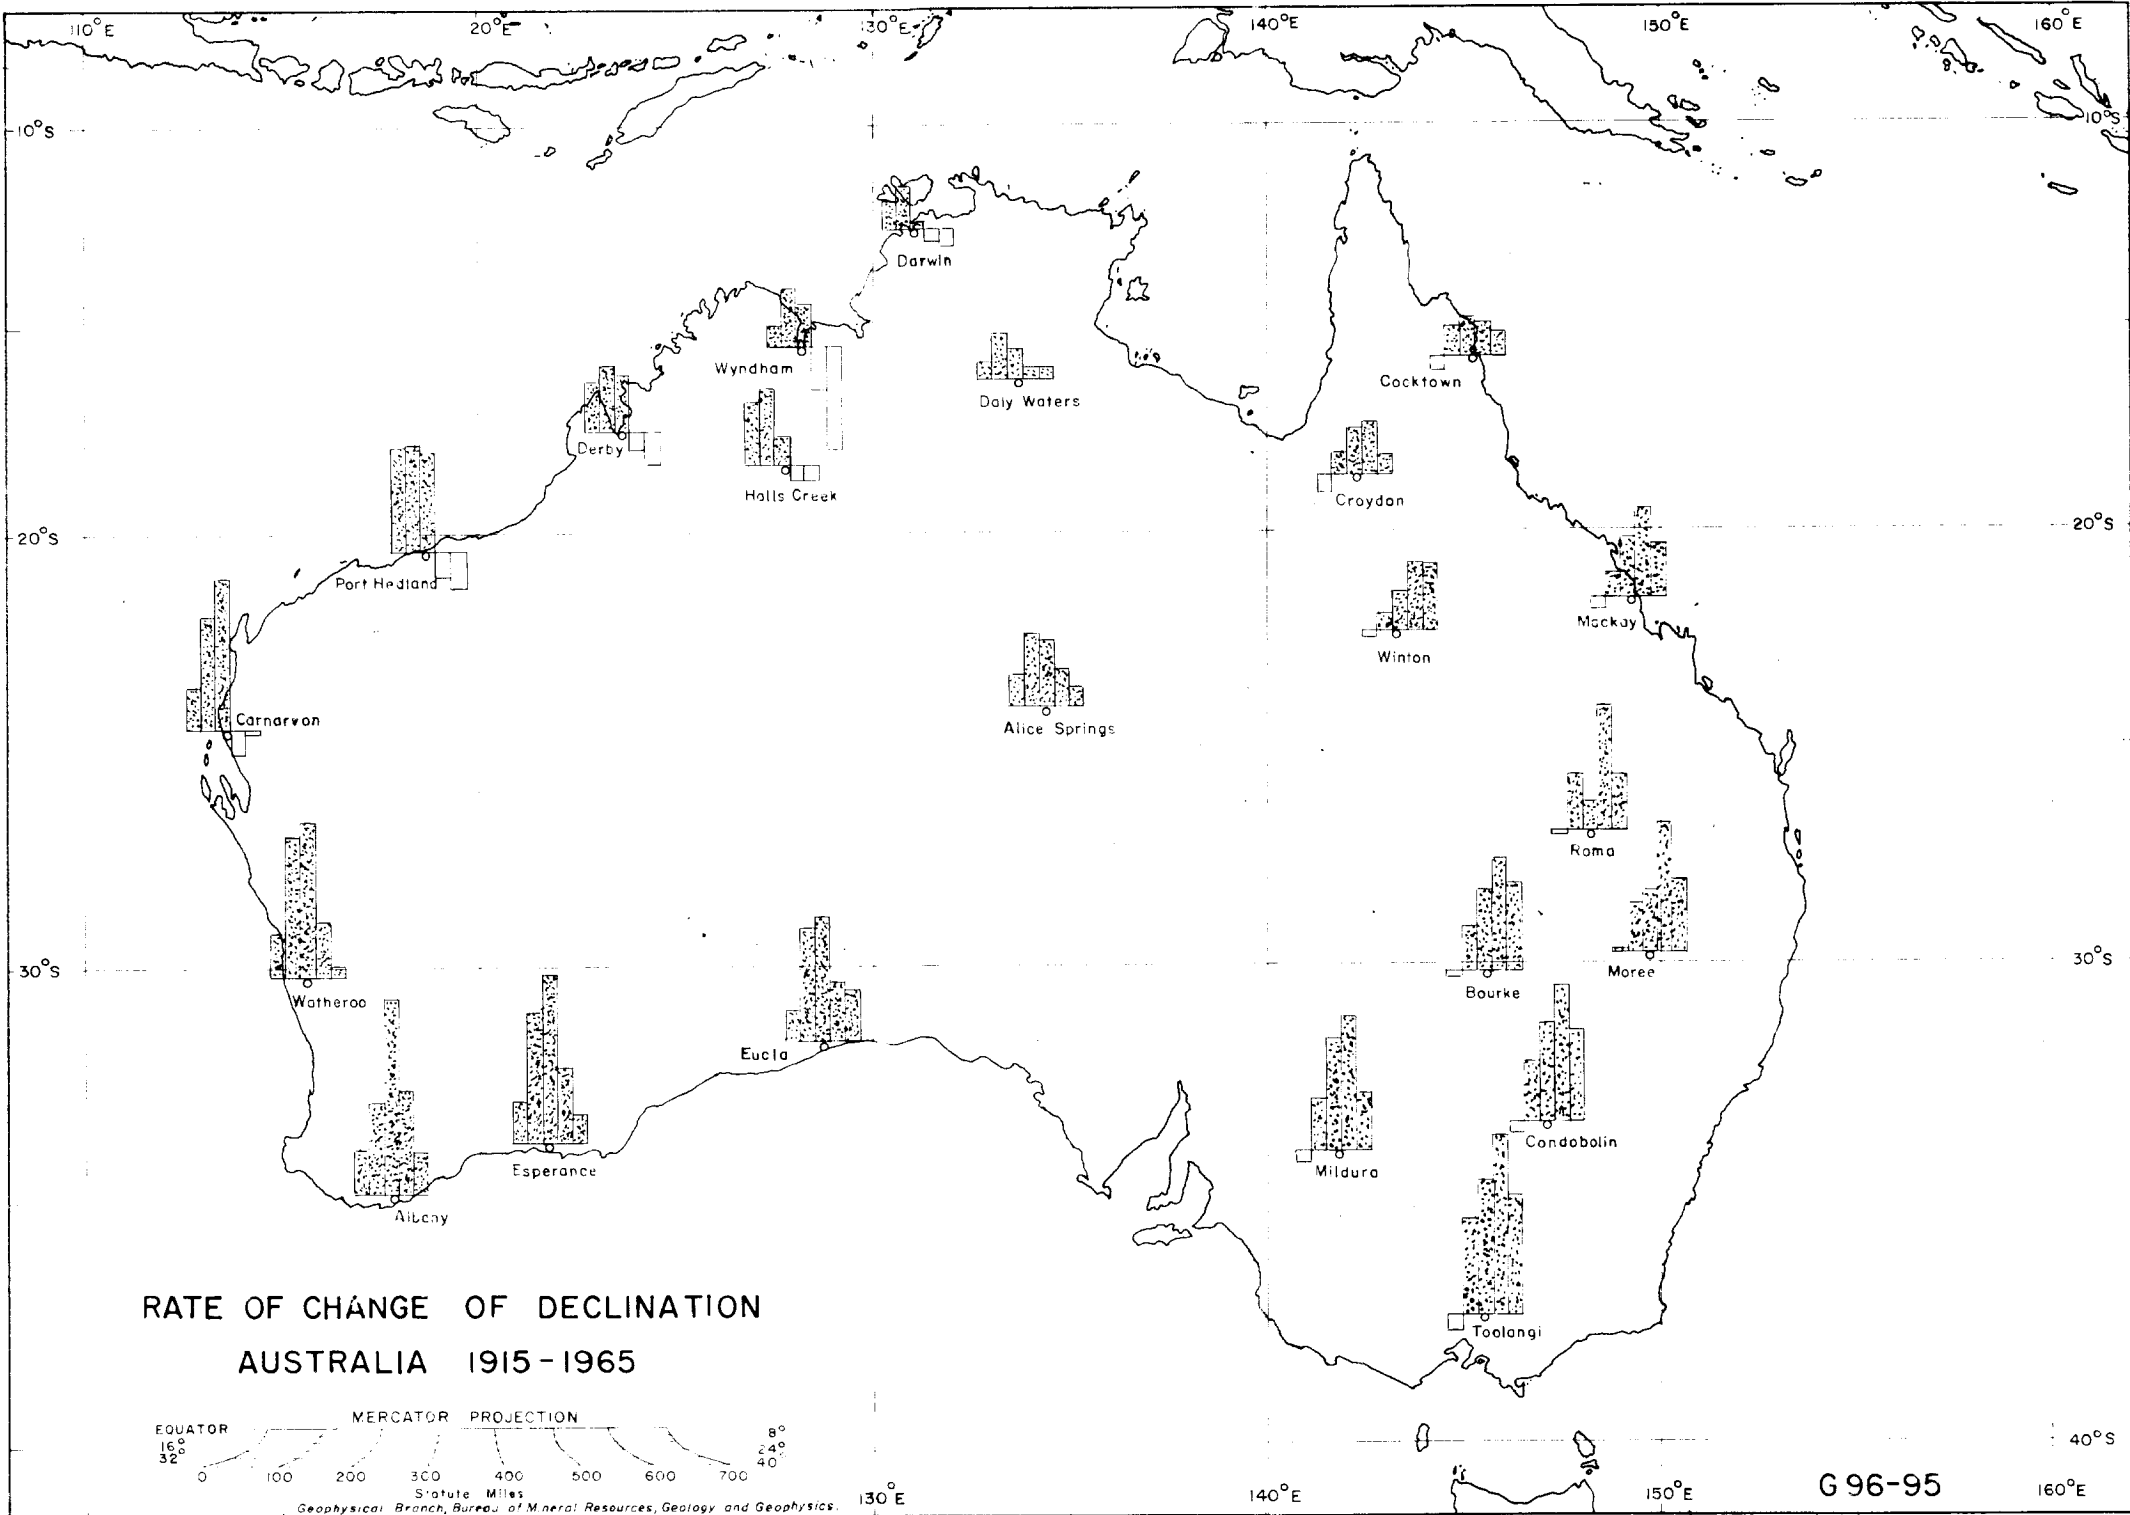 110°E 20°E 130°E 140°E 150°E 160°E
10°S 10°S
Darwin
Wyndham
Daly Waters
Cocktown
Derby
Halls Creek
Croydon
20°S 20°S
Port Hedland
Mackay
Winton
Carnarvon
Alice Springs
Roma
30°S 30°S
Moree
Bourke
Watheroo
Eucla
Condobolin
Esperance
Mildura
Albany
Toolangi
RATE OF CHANGE OF DECLINATION
AUSTRALIA 1915-1965
MERCATOR PROJECTION
EQUATOR 8°
16° 24°
32° 40°
0 100 200 300 400 500 600 700
Statute Miles
Geophysical Branch, Bureau of Mineral Resources, Geology and Geophysics.
40°S
G96-95
130°E 140°E 150°E 160°E